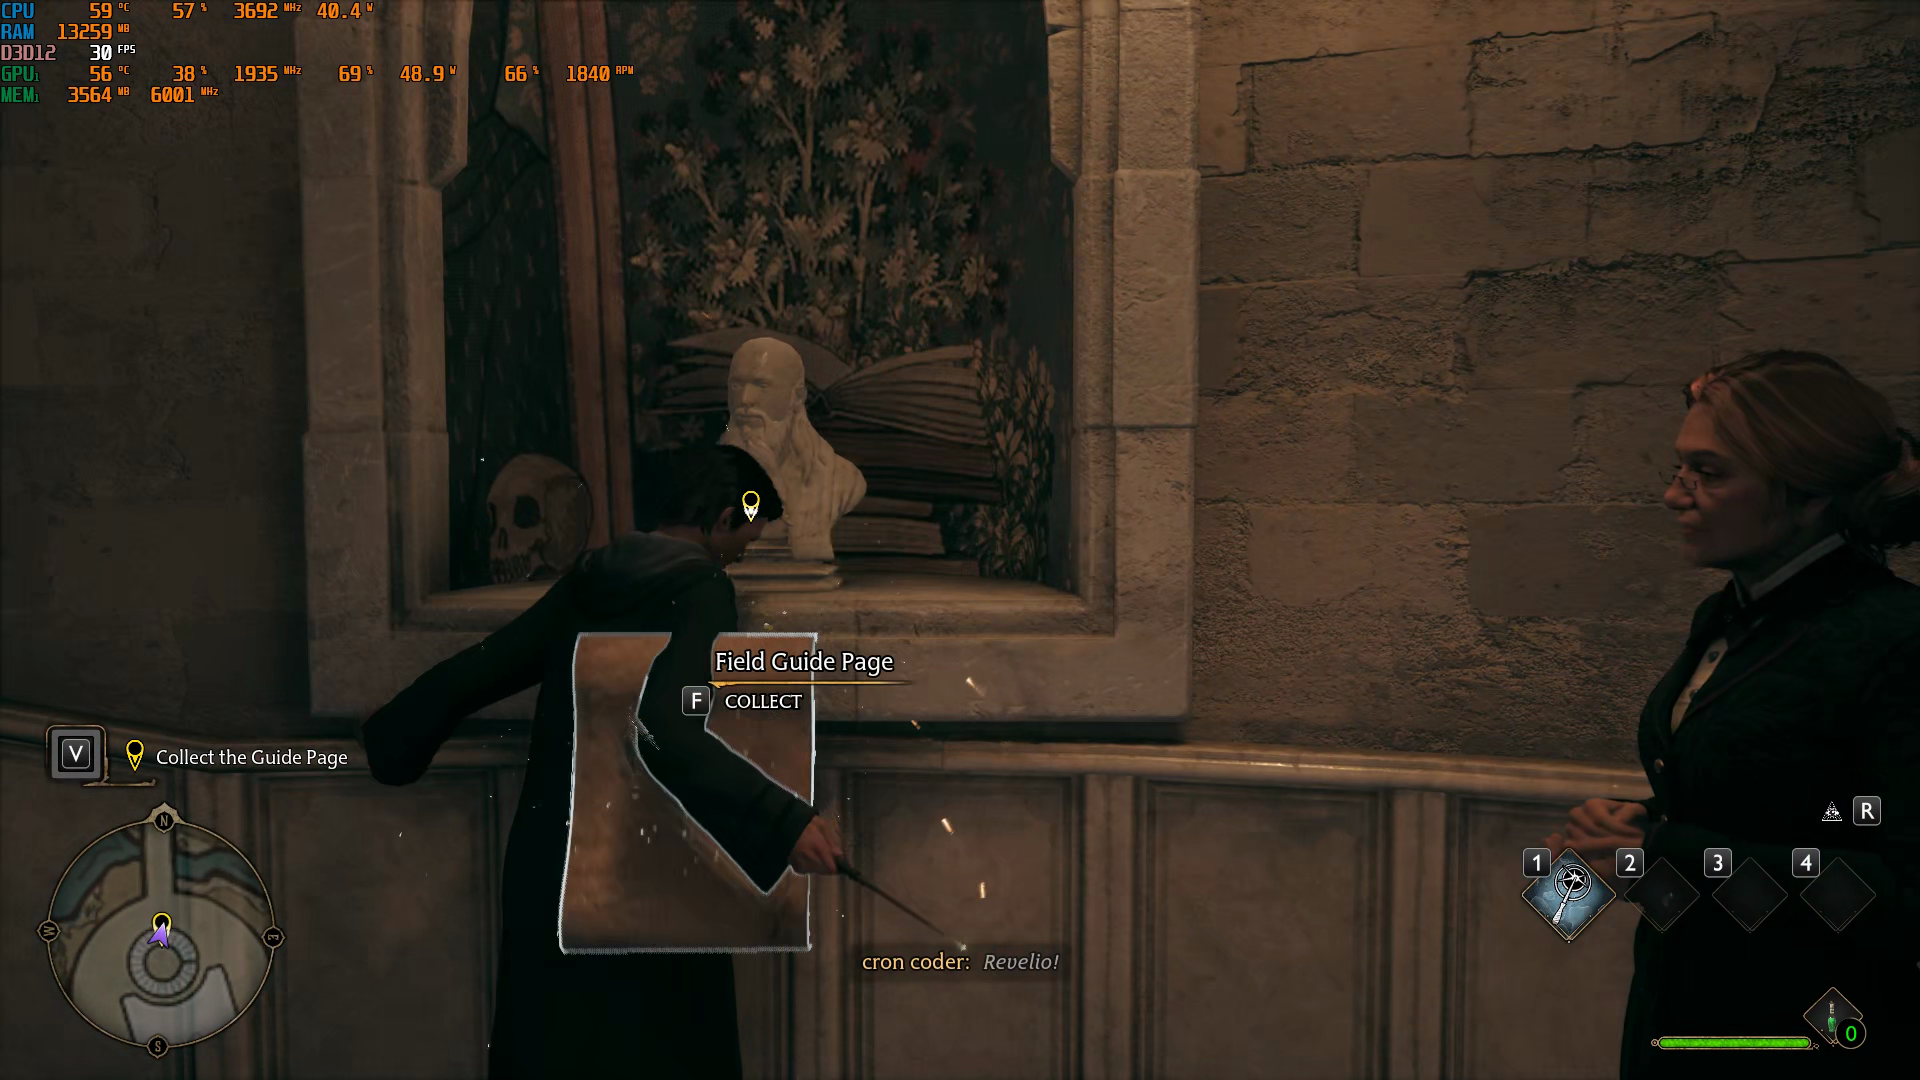 CPU 59 °C 57 % 3692 MHz 40.4 W
RAM 13259 MB
D3D12 30 FPS
GPU1 56 °C 38 % 1935 MHz 69 % 48.9 W 66 % 1840 RPM
MEM1 3564 MB 6001 MHz
Field Guide Page
F COLLECT
V Collect the Guide Page
N
W E
S
R
1 2 3 4
cron coder: Revelio!
0